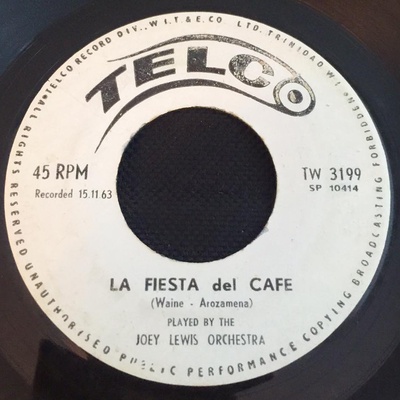 TELCO RECORD DIV., W.I.T & E.CO LTD. TRINIDAD W.I.
ALL RIGHTS RESERVED UNAUTHORISED PUBLIC PERFORMANCE COPYING BROADCASTING FORBIDDEN
TELCO
45 RPM
Recorded 15.11 63
TW 3199
SP 10414
LA FIESTA del CAFE
(Waine - Arozamena)
PLAYED BY THE
JOEY LEWIS ORCHESTRA